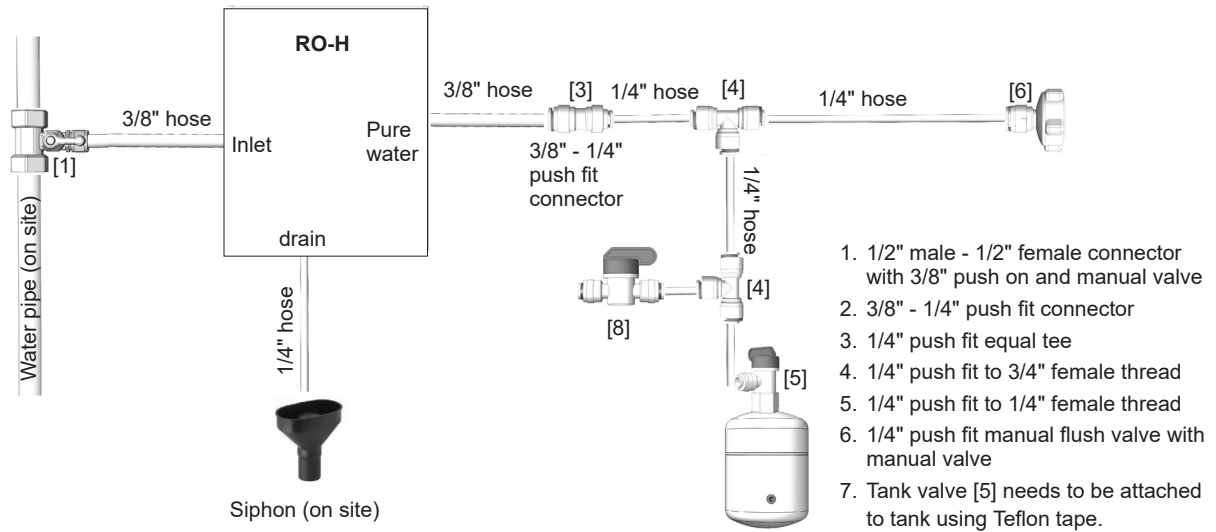 RO-H
3/8" hose
[3]
1/4" hose
[4]
1/4" hose
[6]
3/8" hose
Inlet
Pure
water
[1]
3/8" - 1/4"
push fit
connector
1/4" hose
Water pipe (on site)
drain
1/4" hose
[8]
[4]
[5]
Siphon (on site)
1. 1/2" male - 1/2" female connector
with 3/8" push on and manual valve
2. 3/8" - 1/4" push fit connector
3. 1/4" push fit equal tee
4. 1/4" push fit to 3/4" female thread
5. 1/4" push fit to 1/4" female thread
6. 1/4" push fit manual flush valve with
manual valve
7. Tank valve [5] needs to be attached
to tank using Teflon tape.